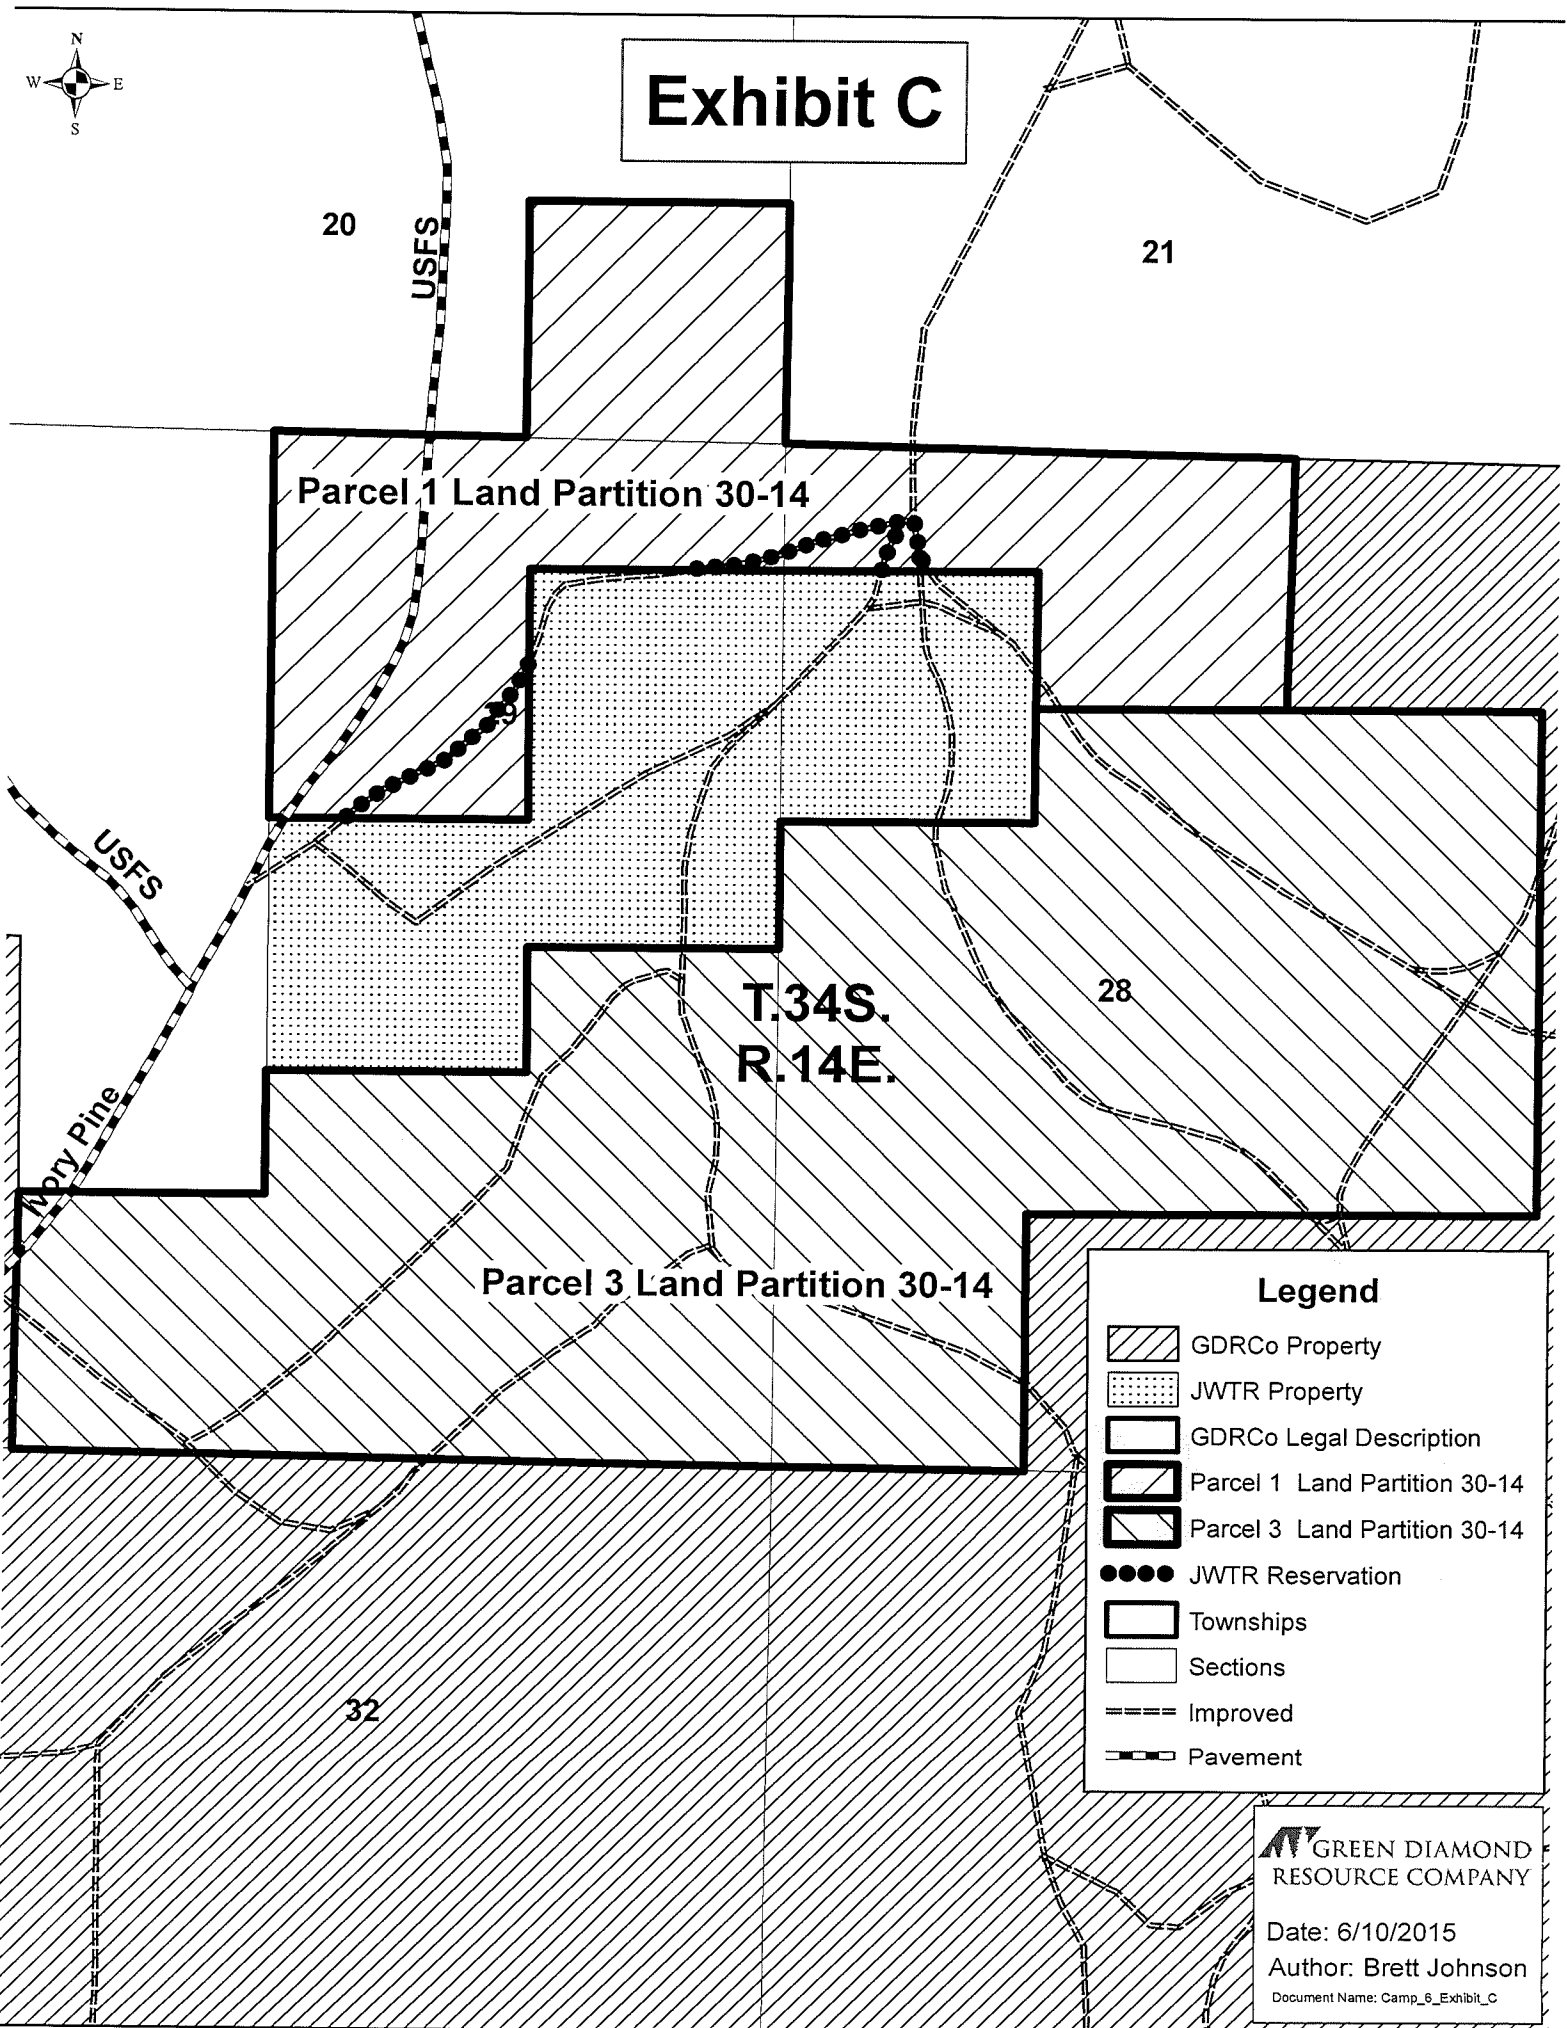 N
W E
S
Exhibit C
20
USFS
21
Parcel 1 Land Partition 30-14
USFS
28
T.34S.
R.14E.
Ivory Pine
Parcel 3 Land Partition 30-14
Legend
GDRCo Property
JWTR Property
GDRCo Legal Description
Parcel 1 Land Partition 30-14
Parcel 3 Land Partition 30-14
JWTR Reservation
Townships
Sections
Improved
Pavement
32
GREEN DIAMOND
RESOURCE COMPANY
Date: 6/10/2015
Author: Brett Johnson
Document Name: Camp_6_Exhibit_C